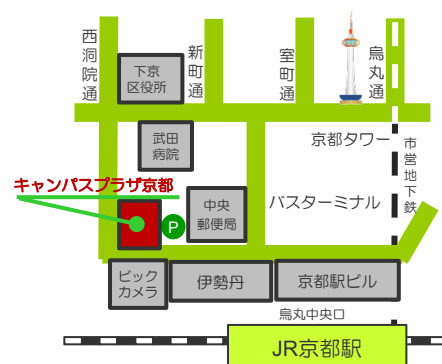 西洞院通
新町通
室町通
烏丸通
下京
区役所
京都タワー
市営地下鉄
武田
病院
キャンパスプラザ京都
中央
郵便局
バスターミナル
P
ビック
カメラ
伊勢丹
京都駅ビル
烏丸中央口
JR京都駅